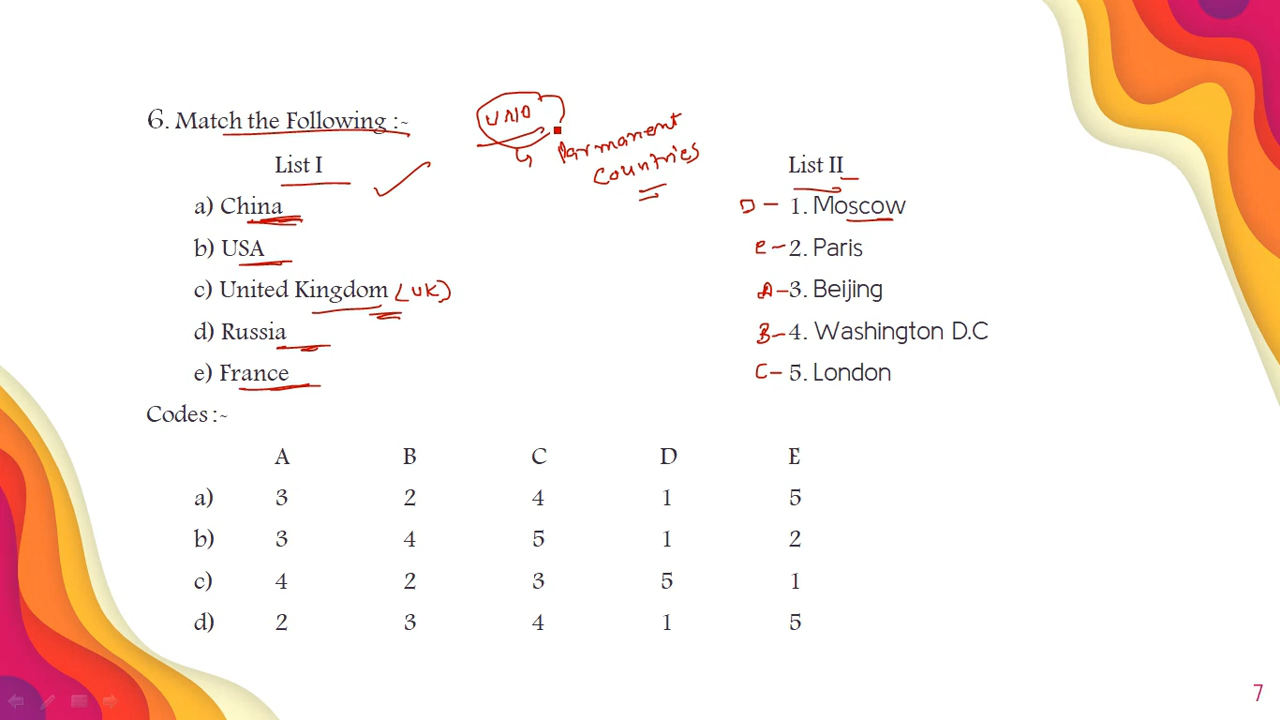 6. Match the Following :~
UNO
Parmanent
Countries
List I
List II
a) China
D - 1. Moscow
b) USA
E - 2. Paris
c) United Kingdom (UK)
A - 3. Beijing
d) Russia
B - 4. Washington D.C
e) France
C - 5. London
Codes :~
A B C D E
a) 3 2 4 1 5
b) 3 4 5 1 2
c) 4 2 3 5 1
d) 2 3 4 1 5
7